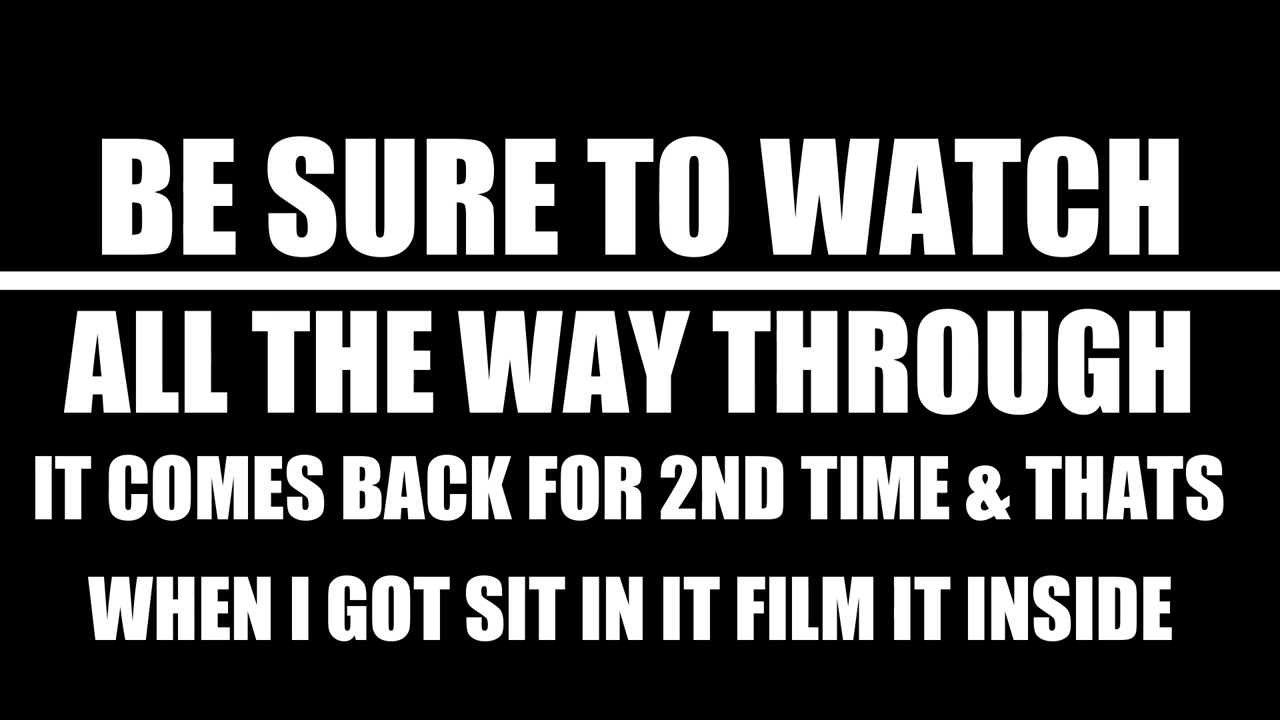 BE SURE TO WATCH
ALL THE WAY THROUGH
IT COMES BACK FOR 2ND TIME & THATS
WHEN I GOT SIT IN IT FILM IT INSIDE